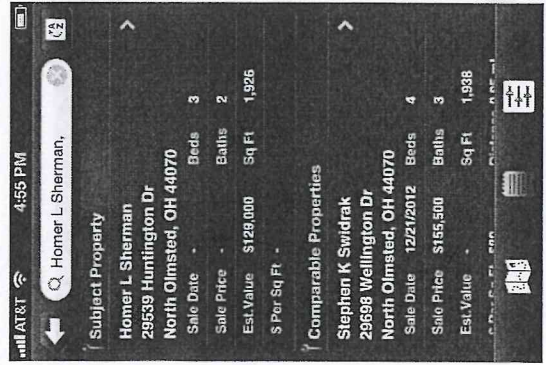 AT&T 4:55 PM
Homer L Sherman,
Subject Property
Homer L Sherman
29539 Huntington Dr
North Olmsted, OH 44070
Sale Date - Beds 3
Sale Price - Baths 2
Est.Value $129,000 Sq Ft 1,926
$ Per Sq Ft -
Comparable Properties
Stephen K Swidrak
29698 Wellington Dr
North Olmsted, OH 44070
Sale Date 12/21/2012 Beds 4
Sale Price $155,500 Baths 3
Est.Value - Sq Ft 1,938